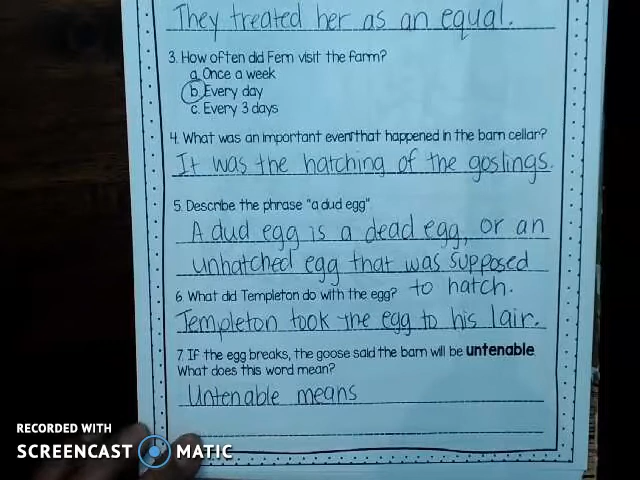 They treated her as an equal.
3. How often did Fern visit the farm?
a. Once a week
b. Every day
c. Every 3 days
4. What was an important event that happened in the barn cellar?
It was the hatching of the goslings.
5. Describe the phrase "a dud egg"
A dud egg is a dead egg, or an
unhatched egg that was supposed
to hatch.
6. What did Templeton do with the egg?
Templeton took the egg to his lair.
7. If the egg breaks, the goose said the barn will be untenable.
What does this word mean?
Untenable means
RECORDED WITH
SCREENCAST MATIC